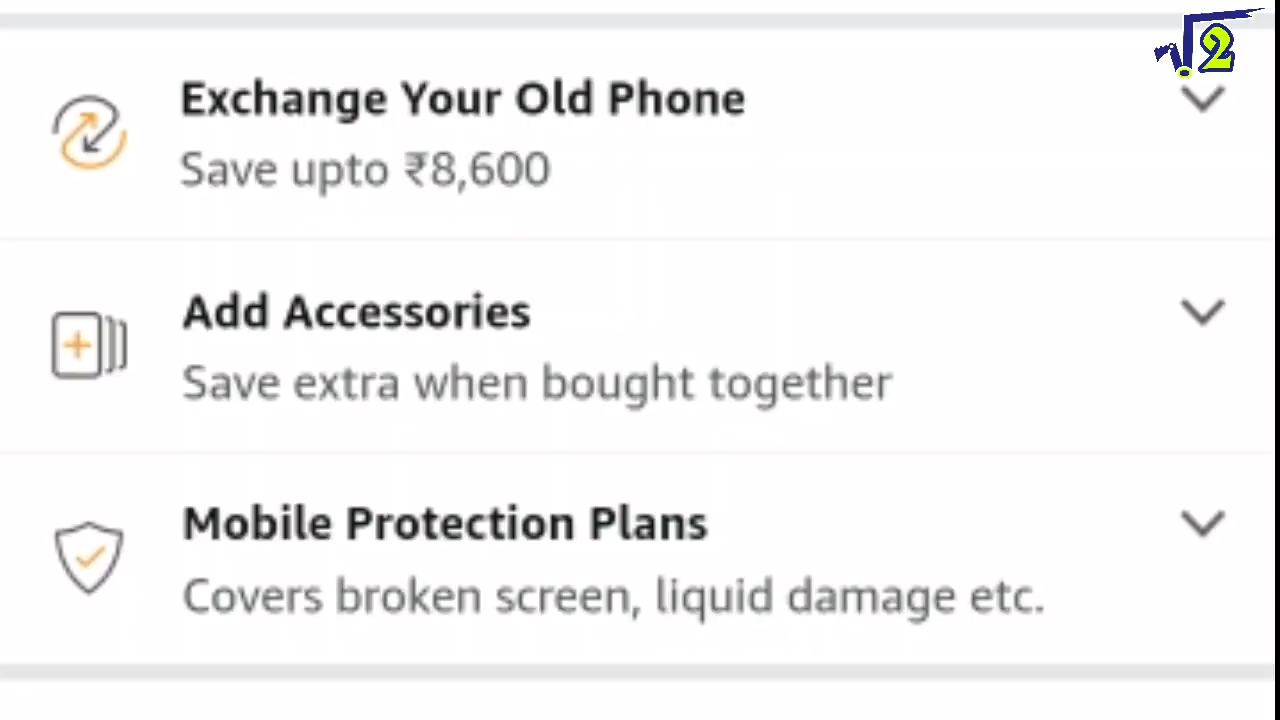 Exchange Your Old Phone
Save upto ₹8,600
Add Accessories
Save extra when bought together
Mobile Protection Plans
Covers broken screen, liquid damage etc.